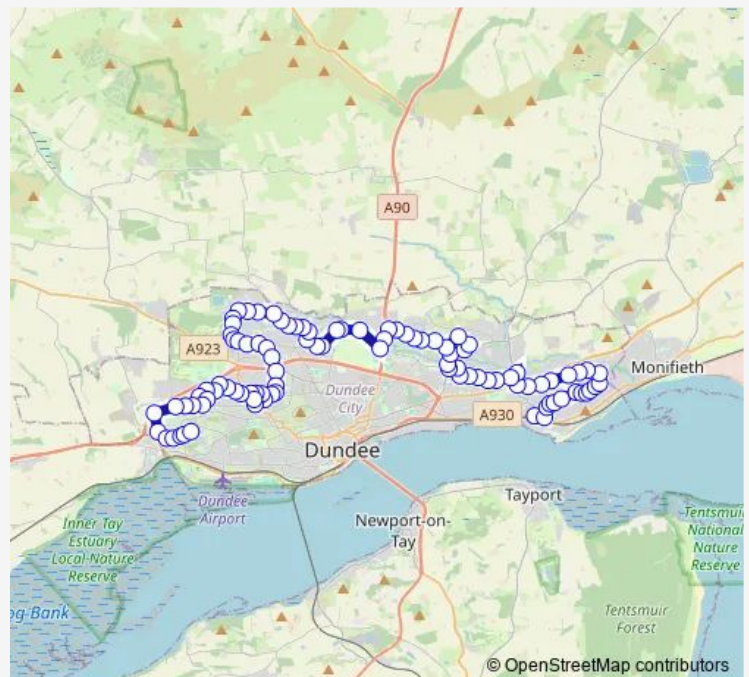 A90
A923
Monifieth
Dundee
City
A930
Dundee
Dundee
Airport
Tayport
Inner Tay
Estuary
Local Nature
Reserve
Newport-on-
Tay
Tentsmuir
National
Nature
Reserve
og Bank
Tentsmuir
Forest
© OpenStreetMap contributors